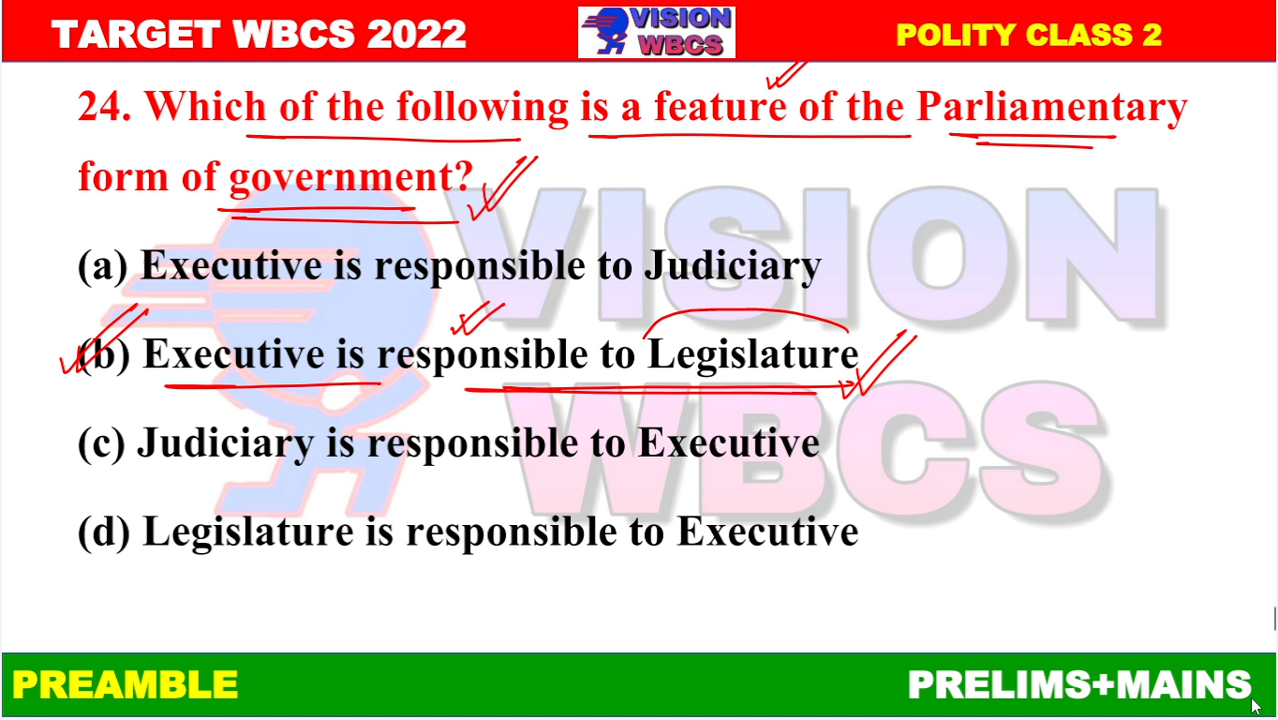 TARGET WBCS 2022
VISION
WBCS
POLITY CLASS 2
24. Which of the following is a feature of the Parliamentary
form of government?
(a) Executive is responsible to Judiciary
(b) Executive is responsible to Legislature
(c) Judiciary is responsible to Executive
(d) Legislature is responsible to Executive
VISION
WBCS
PREAMBLE
PRELIMS+MAINS